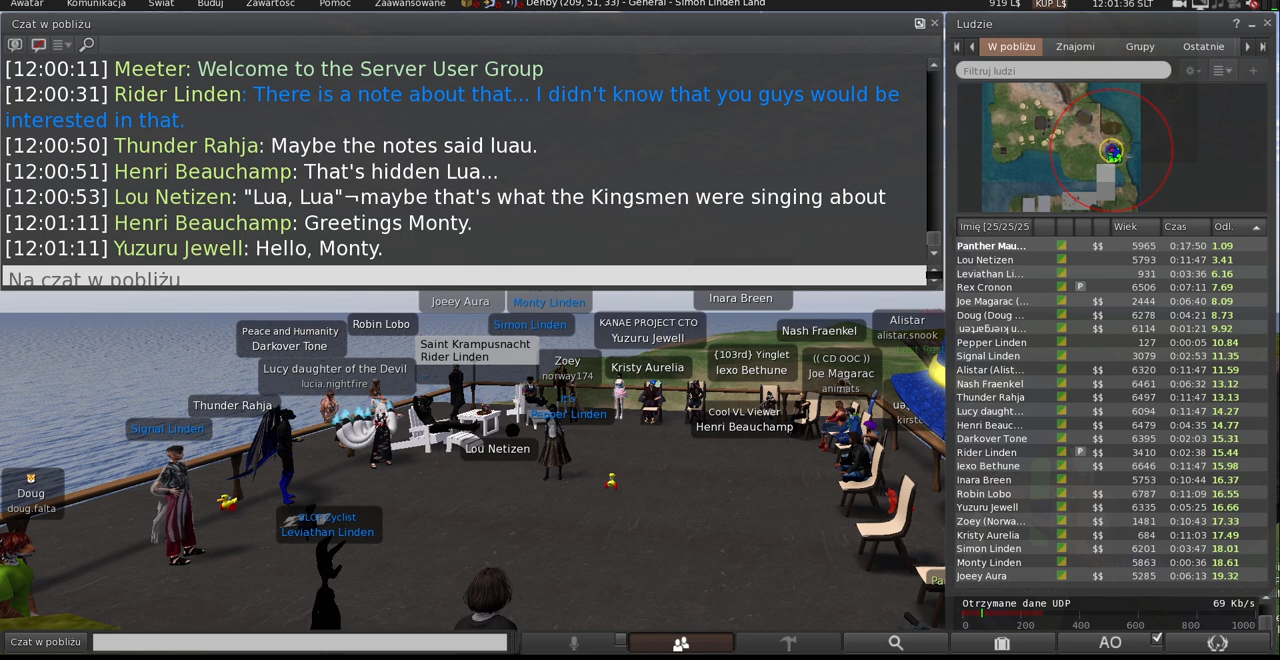 Awatar Komunikacja Świat Buduj Zawartość Pomoc Zaawansowane Denby (209, 51, 33) - General - Simon Linden Land 919 L$ KUP L$ 12:01:36 SLT
Czat w pobliżu
[12:00:11] Meeter: Welcome to the Server User Group
[12:00:31] Rider Linden: There is a note about that... I didn't know that you guys would be
interested in that.
[12:00:50] Thunder Rahja: Maybe the notes said luau.
[12:00:51] Henri Beauchamp: That's hidden Lua...
[12:00:53] Lou Netizen: "Lua, Lua"¬maybe that's what the Kingsmen were singing about
[12:01:11] Henri Beauchamp: Greetings Monty.
[12:01:11] Yuzuru Jewell: Hello, Monty.
Na czat w pobliżu
Joeey Aura
Monty Linden
Inara Breen
Peace and Humanity
Darkover Tone
Robin Lobo
Simon Linden
KANAE PROJECT CTO
Yuzuru Jewell
Nash Fraenkel
Alistar
alistar.snook
Saint Krampusnacht
Rider Linden
Lucy daughter of the Devil
lucia.nightfire
Zoey
norway174
Kristy Aurelia
{103rd} Yinglet
Iexo Bethune
(( CD OOC ))
Joe Magarac
animats
Thunder Rahja
Signal Linden
Pepper Linden
Cool VL Viewer
Henri Beauchamp
Lou Netizen
Doug
doug.falta
Leviathan Linden
Czat w pobliżu
Ludzie
W pobliżu Znajomi Grupy Ostatnie
Filtruj ludzi
Imię [25/25/25 Wiek Czas Odl.
Panther Mau... $$ 5965 0:17:50 1.09
Lou Netizen 5793 0:11:47 3.41
Leviathan Li... 931 0:03:36 6.16
Rex Cronon P 6506 0:07:11 7.69
Joe Magarac (... $$ 2444 0:06:40 8.09
Doug (Doug ... $$ 6278 0:04:21 8.73
$$ 6114 0:01:21 9.92
Pepper Linden 127 0:00:05 10.84
Signal Linden 3079 0:02:53 11.35
Alistar (Alist... $$ 6320 0:11:47 11.59
Nash Fraenkel $$ 6461 0:06:32 13.12
Thunder Rahja $$ 6497 0:11:47 13.13
Lucy daught... $$ 6094 0:11:47 14.27
Henri Beauc... $$ 6479 0:04:35 14.77
Darkover Tone $$ 6395 0:02:03 15.31
Rider Linden P $$ 3410 0:02:38 15.44
Iexo Bethune $$ 6646 0:11:47 15.98
Inara Breen 5753 0:10:44 16.37
Robin Lobo $$ 6787 0:11:09 16.55
Yuzuru Jewell $$ 6335 0:05:25 16.66
Zoey (Norwa... $$ 1481 0:10:43 17.33
Kristy Aurelia $$ 684 0:11:03 17.49
Simon Linden $$ 6201 0:03:47 18.01
Monty Linden 5863 0:00:36 18.61
Joeey Aura $$ 5285 0:06:13 19.32
Otrzymane dane UDP 69 Kb/s
0 200 400 600 800 1000
AO